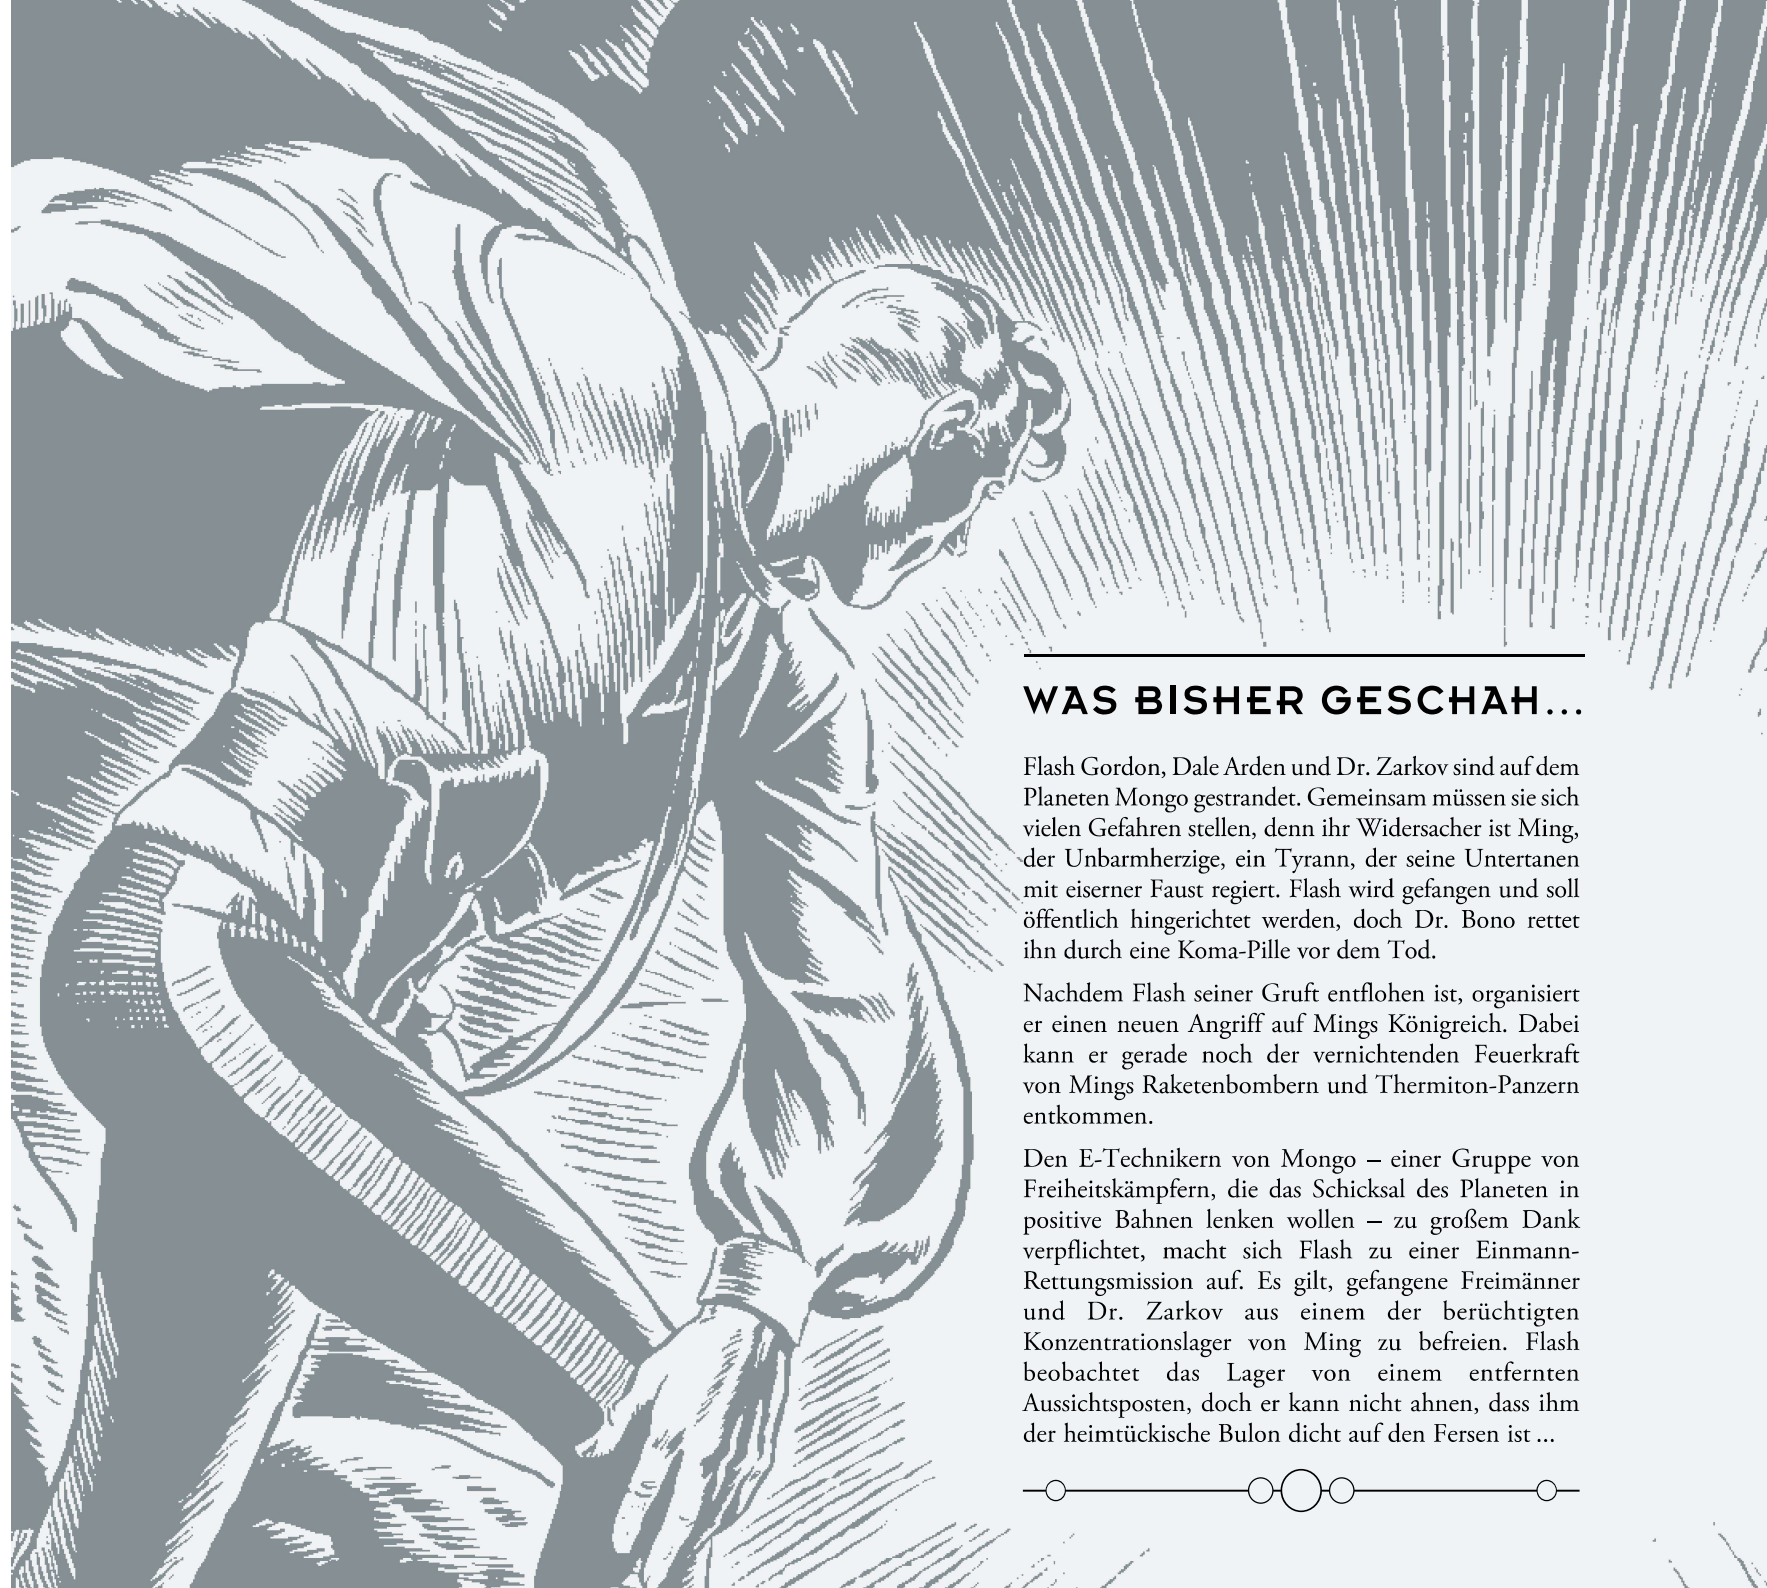 WAS BISHER GESCHAH...
Flash Gordon, Dale Arden und Dr. Zarkov sind auf dem
Planeten Mongo gestrandet. Gemeinsam müssen sie sich
vielen Gefahren stellen, denn ihr Widersacher ist Ming,
der Unbarmherzige, ein Tyrann, der seine Untertanen
mit eiserner Faust regiert. Flash wird gefangen und soll
öffentlich hingerichtet werden, doch Dr. Bono rettet
ihn durch eine Koma-Pille vor dem Tod.
Nachdem Flash seiner Gruft entflohen ist, organisiert
er einen neuen Angriff auf Mings Königreich. Dabei
kann er gerade noch der vernichtenden Feuerkraft
von Mings Raketenbombern und Thermiton-Panzern
entkommen.
Den E-Technikern von Mongo – einer Gruppe von
Freiheitskämpfern, die das Schicksal des Planeten in
positive Bahnen lenken wollen – zu großem Dank
verpflichtet, macht sich Flash zu einer Einmann-
Rettungsmission auf. Es gilt, gefangene Freimänner
und Dr. Zarkov aus einem der berüchtigten
Konzentrationslager von Ming zu befreien. Flash
beobachtet das Lager von einem entfernten
Aussichtsposten, doch er kann nicht ahnen, dass ihm
der heimtückische Bulon dicht auf den Fersen ist ...